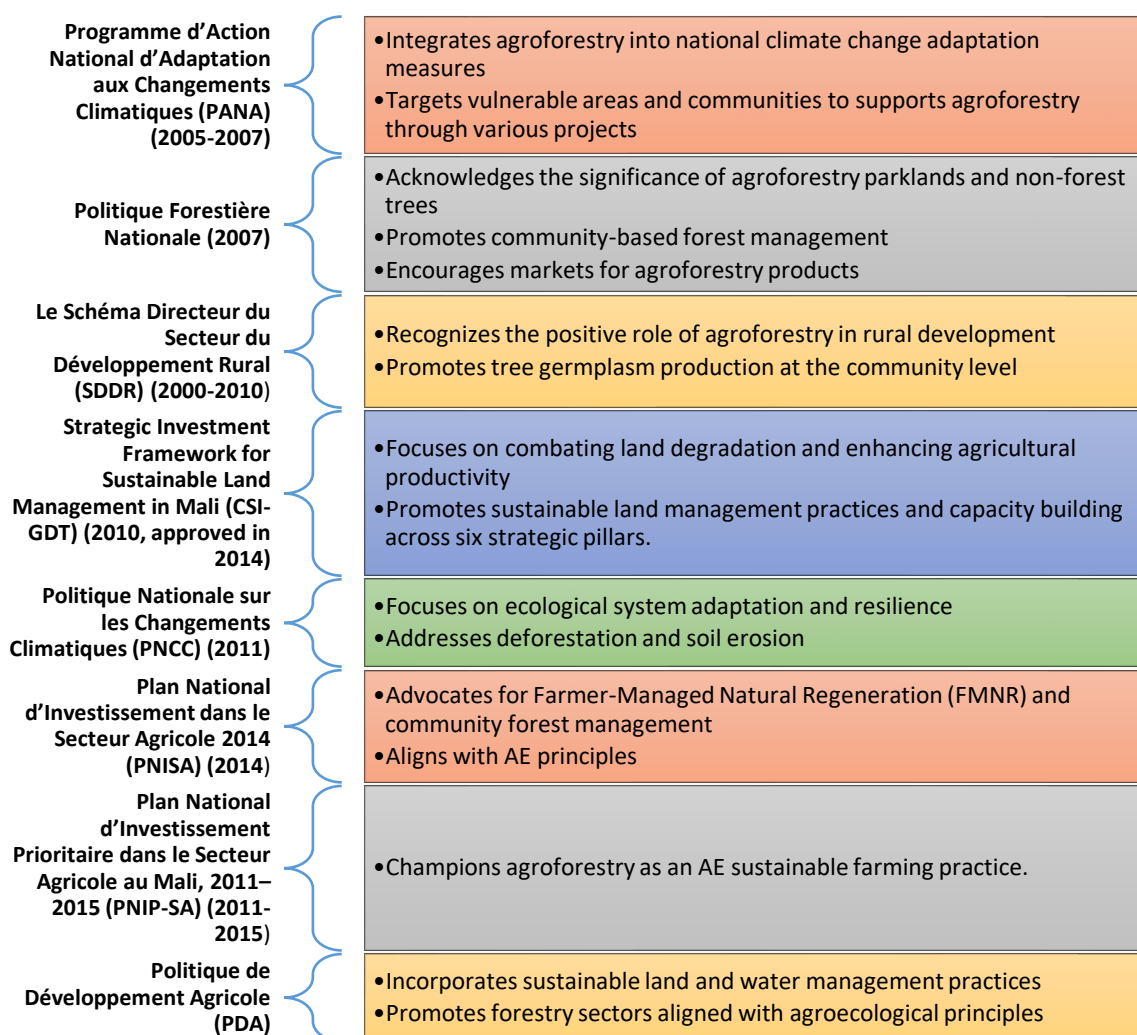 Programme d’Action
National d’Adaptation
aux Changements
Climatiques (PANA)
(2005-2007)
•Integrates agroforestry into national climate change adaptation
measures
•Targets vulnerable areas and communities to supports agroforestry
through various projects
Politique Forestière
Nationale (2007)
•Acknowledges the significance of agroforestry parklands and non-forest
trees
•Promotes community-based forest management
•Encourages markets for agroforestry products
Le Schéma Directeur du
Secteur du
Développement Rural
(SDDR) (2000-2010)
•Recognizes the positive role of agroforestry in rural development
•Promotes tree germplasm production at the community level
Strategic Investment
Framework for
Sustainable Land
Management in Mali (CSI-
GDT) (2010, approved in
2014)
•Focuses on combating land degradation and enhancing agricultural
productivity
•Promotes sustainable land management practices and capacity building
across six strategic pillars.
Politique Nationale sur
les Changements
Climatiques (PNCC) (2011)
•Focuses on ecological system adaptation and resilience
•Addresses deforestation and soil erosion
Plan National
d’Investissement dans le
Secteur Agricole 2014
(PNISA) (2014)
•Advocates for Farmer-Managed Natural Regeneration (FMNR) and
community forest management
•Aligns with AE principles
Plan National
d’Investissement
Prioritaire dans le Secteur
Agricole au Mali, 2011–
2015 (PNIP-SA) (2011-
2015)
•Champions agroforestry as an AE sustainable farming practice.
Politique de
Développement Agricole
(PDA)
•Incorporates sustainable land and water management practices
•Promotes forestry sectors aligned with agroecological principles